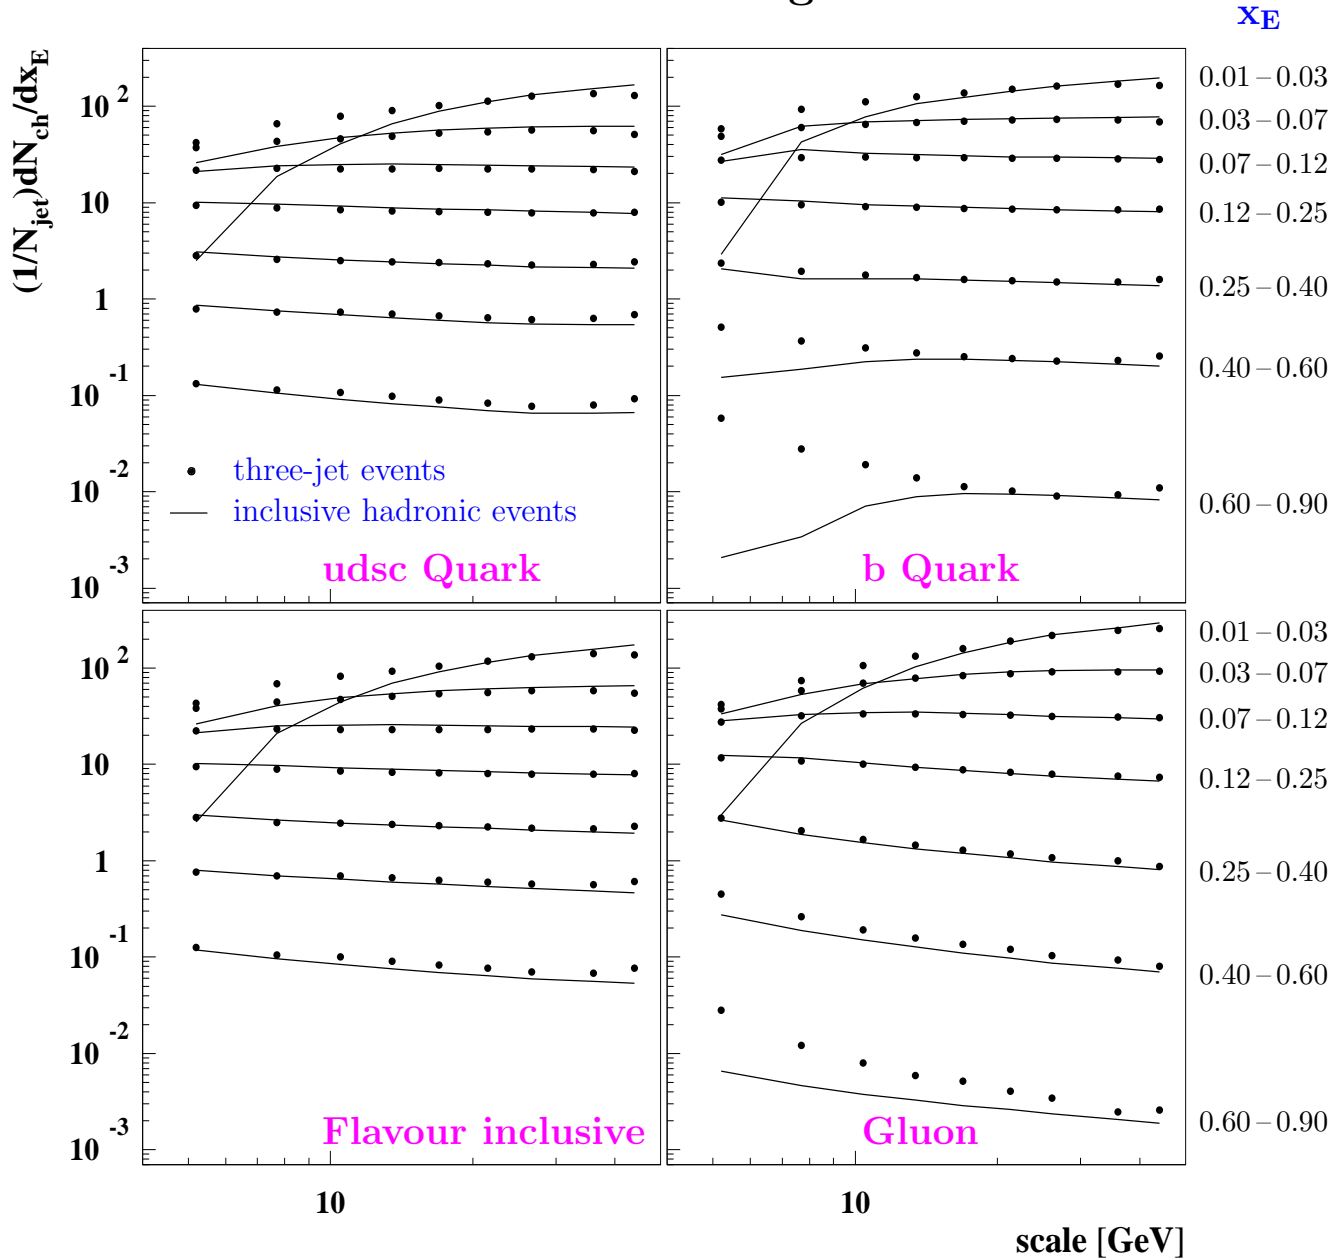 g
x_E
(1/N_jet)dN_ch/dx_E
10^2
10
1
10^-1
10^-2
10^-3
three-jet events
inclusive hadronic events
udsc Quark
b Quark
0.01–0.03
0.03–0.07
0.07–0.12
0.12–0.25
0.25–0.40
0.40–0.60
0.60–0.90
10^2
10
1
10^-1
10^-2
10^-3
Flavour inclusive
Gluon
0.01–0.03
0.03–0.07
0.07–0.12
0.12–0.25
0.25–0.40
0.40–0.60
0.60–0.90
10
10
scale [GeV]